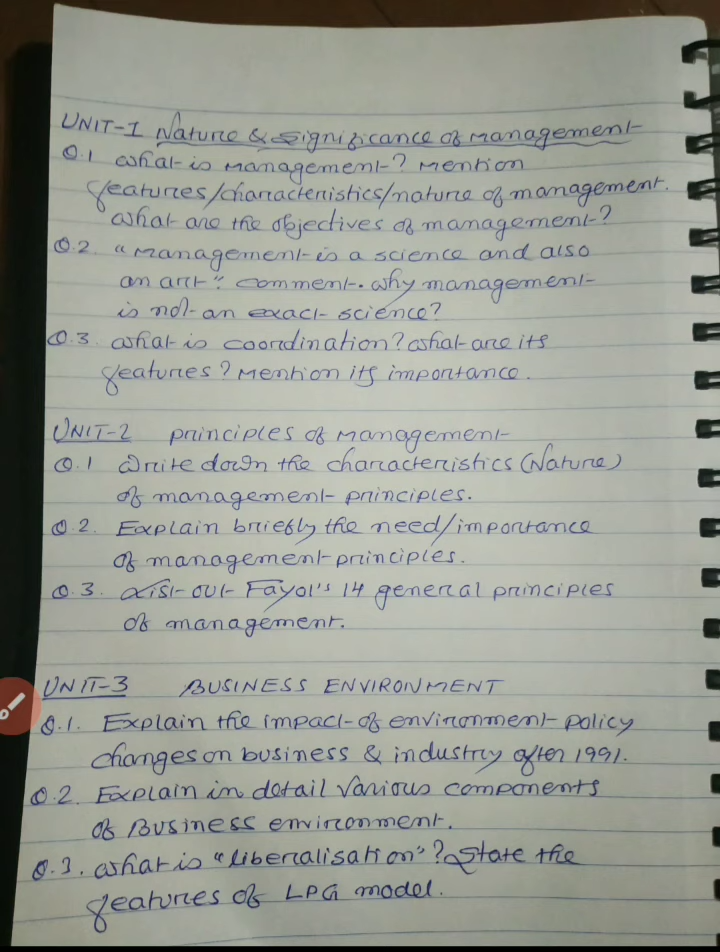 UNIT-1 Nature & Significance of management
Q.1 What is management? Mention
features/characteristics/nature of management.
What are the objectives of management?
Q.2. "Management is a science and also
an art". Comment. Why management
is not an exact science?
Q.3. What is coordination? What are its
features? Mention its importance.
UNIT-2 Principles of Management
Q.1 Write down the characteristics (Nature)
of management principles.
Q.2. Explain briefly the need/importance
of management principles.
Q.3. List out Fayol's 14 general principles
of management.
UNIT-3 BUSINESS ENVIRONMENT
Q.1. Explain the impact of environment policy
changes on business & industry after 1991.
Q.2. Explain in detail various components
of Business environment.
Q.3. What is "liberalisation"? State the
features of LPG model.